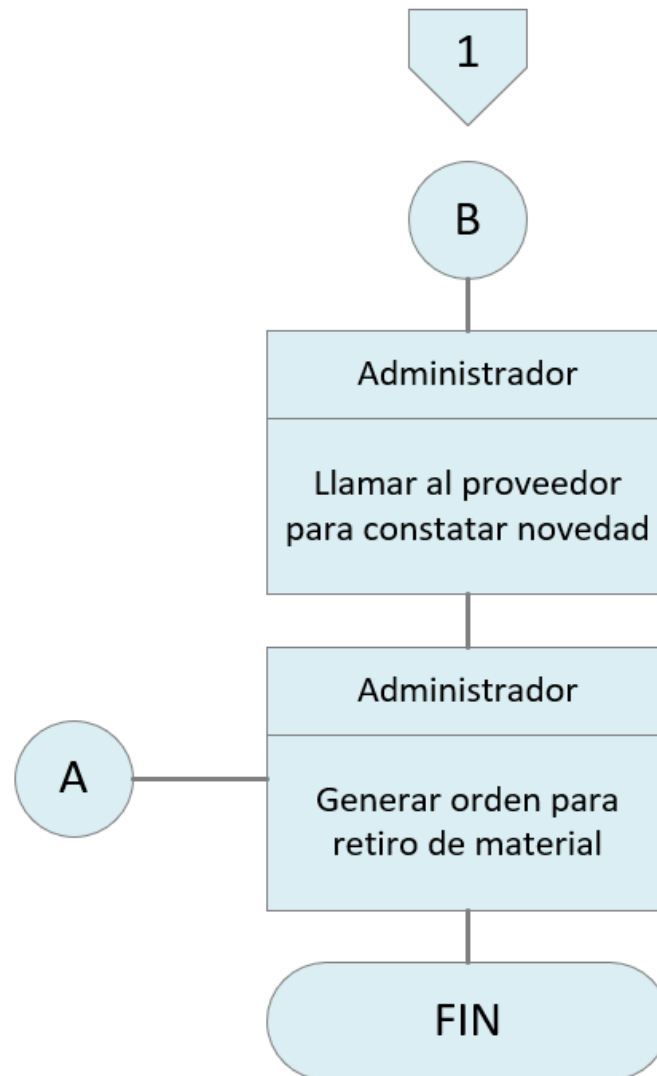 1
B
Administrador
Llamar al proveedor
para constatar novedad
Administrador
A
Generar orden para
retiro de material
FIN